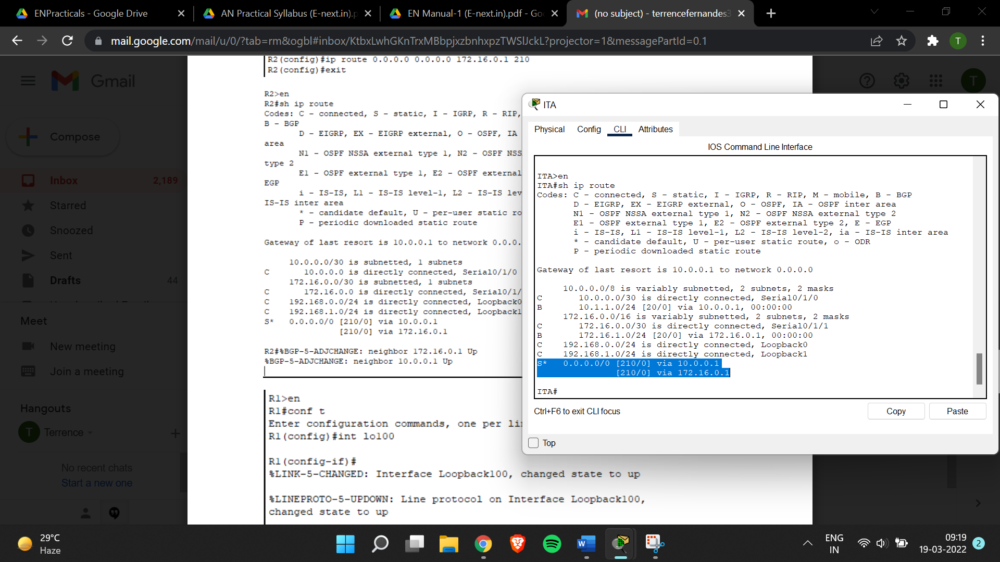 ENPracticals - Google Drive
AN Practical Syllabus (E-next.in).p
EN Manual-1 (E-next.in).pdf - Go
(no subject) - terrencefernandes3
mail.google.com/mail/u/0/?tab=rm&ogbl#inbox/KtbxLwhGKnTrxMBbpjxzbnhxpzTWSlJckL?projector=1&messagePartId=0.1
T
Gmail
T
Compose
Inbox 2,189
Starred
Snoozed
Sent
Drafts 44
Meet
New meeting
Join a meeting
Hangouts
T Terrence
No recent chats
Start a new one
R2(config)#ip route 0.0.0.0 0.0.0.0 172.16.0.1 210
R2(config)#exit
R2>en
R2#sh ip route
Codes: C - connected, S - static, I - IGRP, R - RIP,
B - BGP
D - EIGRP, EX - EIGRP external, O - OSPF, IA
area
N1 - OSPF NSSA external type 1, N2 - OSPF NSS
type 2
E1 - OSPF external type 1, E2 - OSPF external
EGP
i - IS-IS, L1 - IS-IS level-1, L2 - IS-IS lev
IS-IS inter area
* - candidate default, U - per-user static ro
P - periodic downloaded static route
Gateway of last resort is 10.0.0.1 to network 0.0.0.
10.0.0.0/30 is subnetted, 1 subnets
C 10.0.0.0 is directly connected, Serial0/1/0
172.16.0.0/30 is subnetted, 1 subnets
C 172.16.0.0 is directly connected, Serial0/1/
C 192.168.0.0/24 is directly connected, Loopback0
C 192.168.1.0/24 is directly connected, Loopback1
S* 0.0.0.0/0 [210/0] via 10.0.0.1
[210/0] via 172.16.0.1
R2#%BGP-5-ADJCHANGE: neighbor 172.16.0.1 Up
%BGP-5-ADJCHANGE: neighbor 10.0.0.1 Up
R1>en
R1#conf t
Enter configuration commands, one per li
R1(config)#int lo100
R1(config-if)#
%LINK-5-CHANGED: Interface Loopback100, changed state to up
%LINEPROTO-5-UPDOWN: Line protocol on Interface Loopback100,
changed state to up
ITA
Physical Config CLI Attributes
IOS Command Line Interface
ITA>en
ITA#sh ip route
Codes: C - connected, S - static, I - IGRP, R - RIP, M - mobile, B - BGP
D - EIGRP, EX - EIGRP external, O - OSPF, IA - OSPF inter area
N1 - OSPF NSSA external type 1, N2 - OSPF NSSA external type 2
E1 - OSPF external type 1, E2 - OSPF external type 2, E - EGP
i - IS-IS, L1 - IS-IS level-1, L2 - IS-IS level-2, ia - IS-IS inter area
* - candidate default, U - per-user static route, o - ODR
P - periodic downloaded static route
Gateway of last resort is 10.0.0.1 to network 0.0.0.0
10.0.0.0/8 is variably subnetted, 2 subnets, 2 masks
C 10.0.0.0/30 is directly connected, Serial0/1/0
B 10.1.1.0/24 [20/0] via 10.0.0.1, 00:00:00
172.16.0.0/16 is variably subnetted, 2 subnets, 2 masks
C 172.16.0.0/30 is directly connected, Serial0/1/1
B 172.16.1.0/24 [20/0] via 172.16.0.1, 00:00:00
C 192.168.0.0/24 is directly connected, Loopback0
C 192.168.1.0/24 is directly connected, Loopback1
S* 0.0.0.0/0 [210/0] via 10.0.0.1
[210/0] via 172.16.0.1
ITA#
Ctrl+F6 to exit CLI focus
Copy
Paste
Top
29°C
Haze
W
ENG
IN
09:19
19-03-2022
2